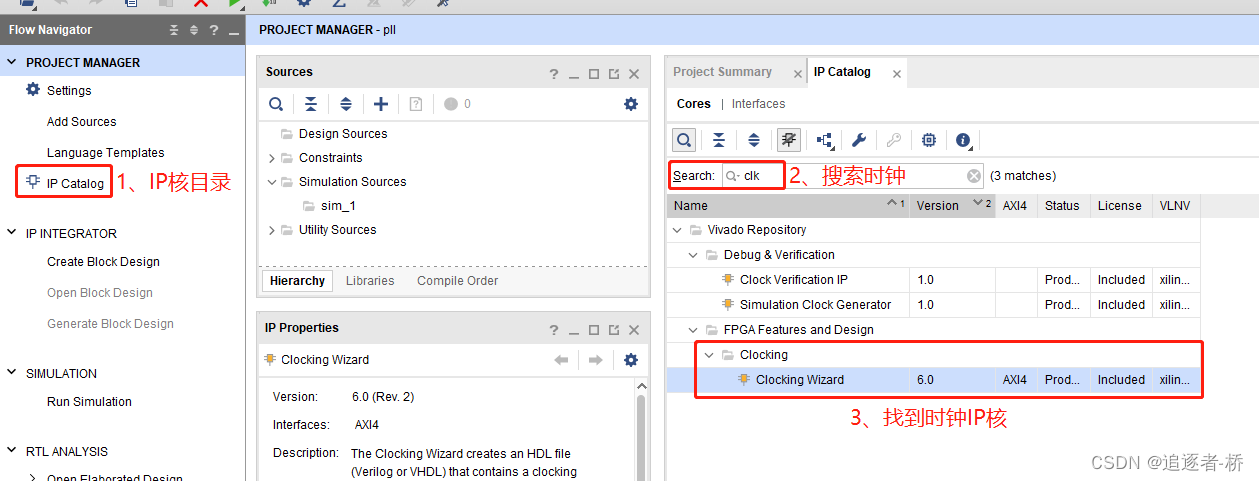 Flow Navigator
PROJECT MANAGER
Settings
Add Sources
Language Templates
IP Catalog
1、IP核目录
IP INTEGRATOR
Create Block Design
Open Block Design
Generate Block Design
SIMULATION
Run Simulation
RTL ANALYSIS
Open Elaborated Design
PROJECT MANAGER - pll
Sources
0
Design Sources
Constraints
Simulation Sources
sim_1
Utility Sources
Hierarchy Libraries Compile Order
IP Properties
Clocking Wizard
Version: 6.0 (Rev. 2)
Interfaces: AXI4
Description: The Clocking Wizard creates an HDL file
(Verilog or VHDL) that contains a clocking
Project Summary IP Catalog
Cores | Interfaces
Search: clk 2、搜索时钟 (3 matches)
Name 1 Version 2 AXI4 Status License VLNV
Vivado Repository
Debug & Verification
Clock Verification IP 1.0 Prod... Included xilin...
Simulation Clock Generator 1.0 Prod... Included xilin...
FPGA Features and Design
Clocking
Clocking Wizard 6.0 AXI4 Prod... Included xilin...
3、找到时钟IP核
CSDN @追逐者-桥